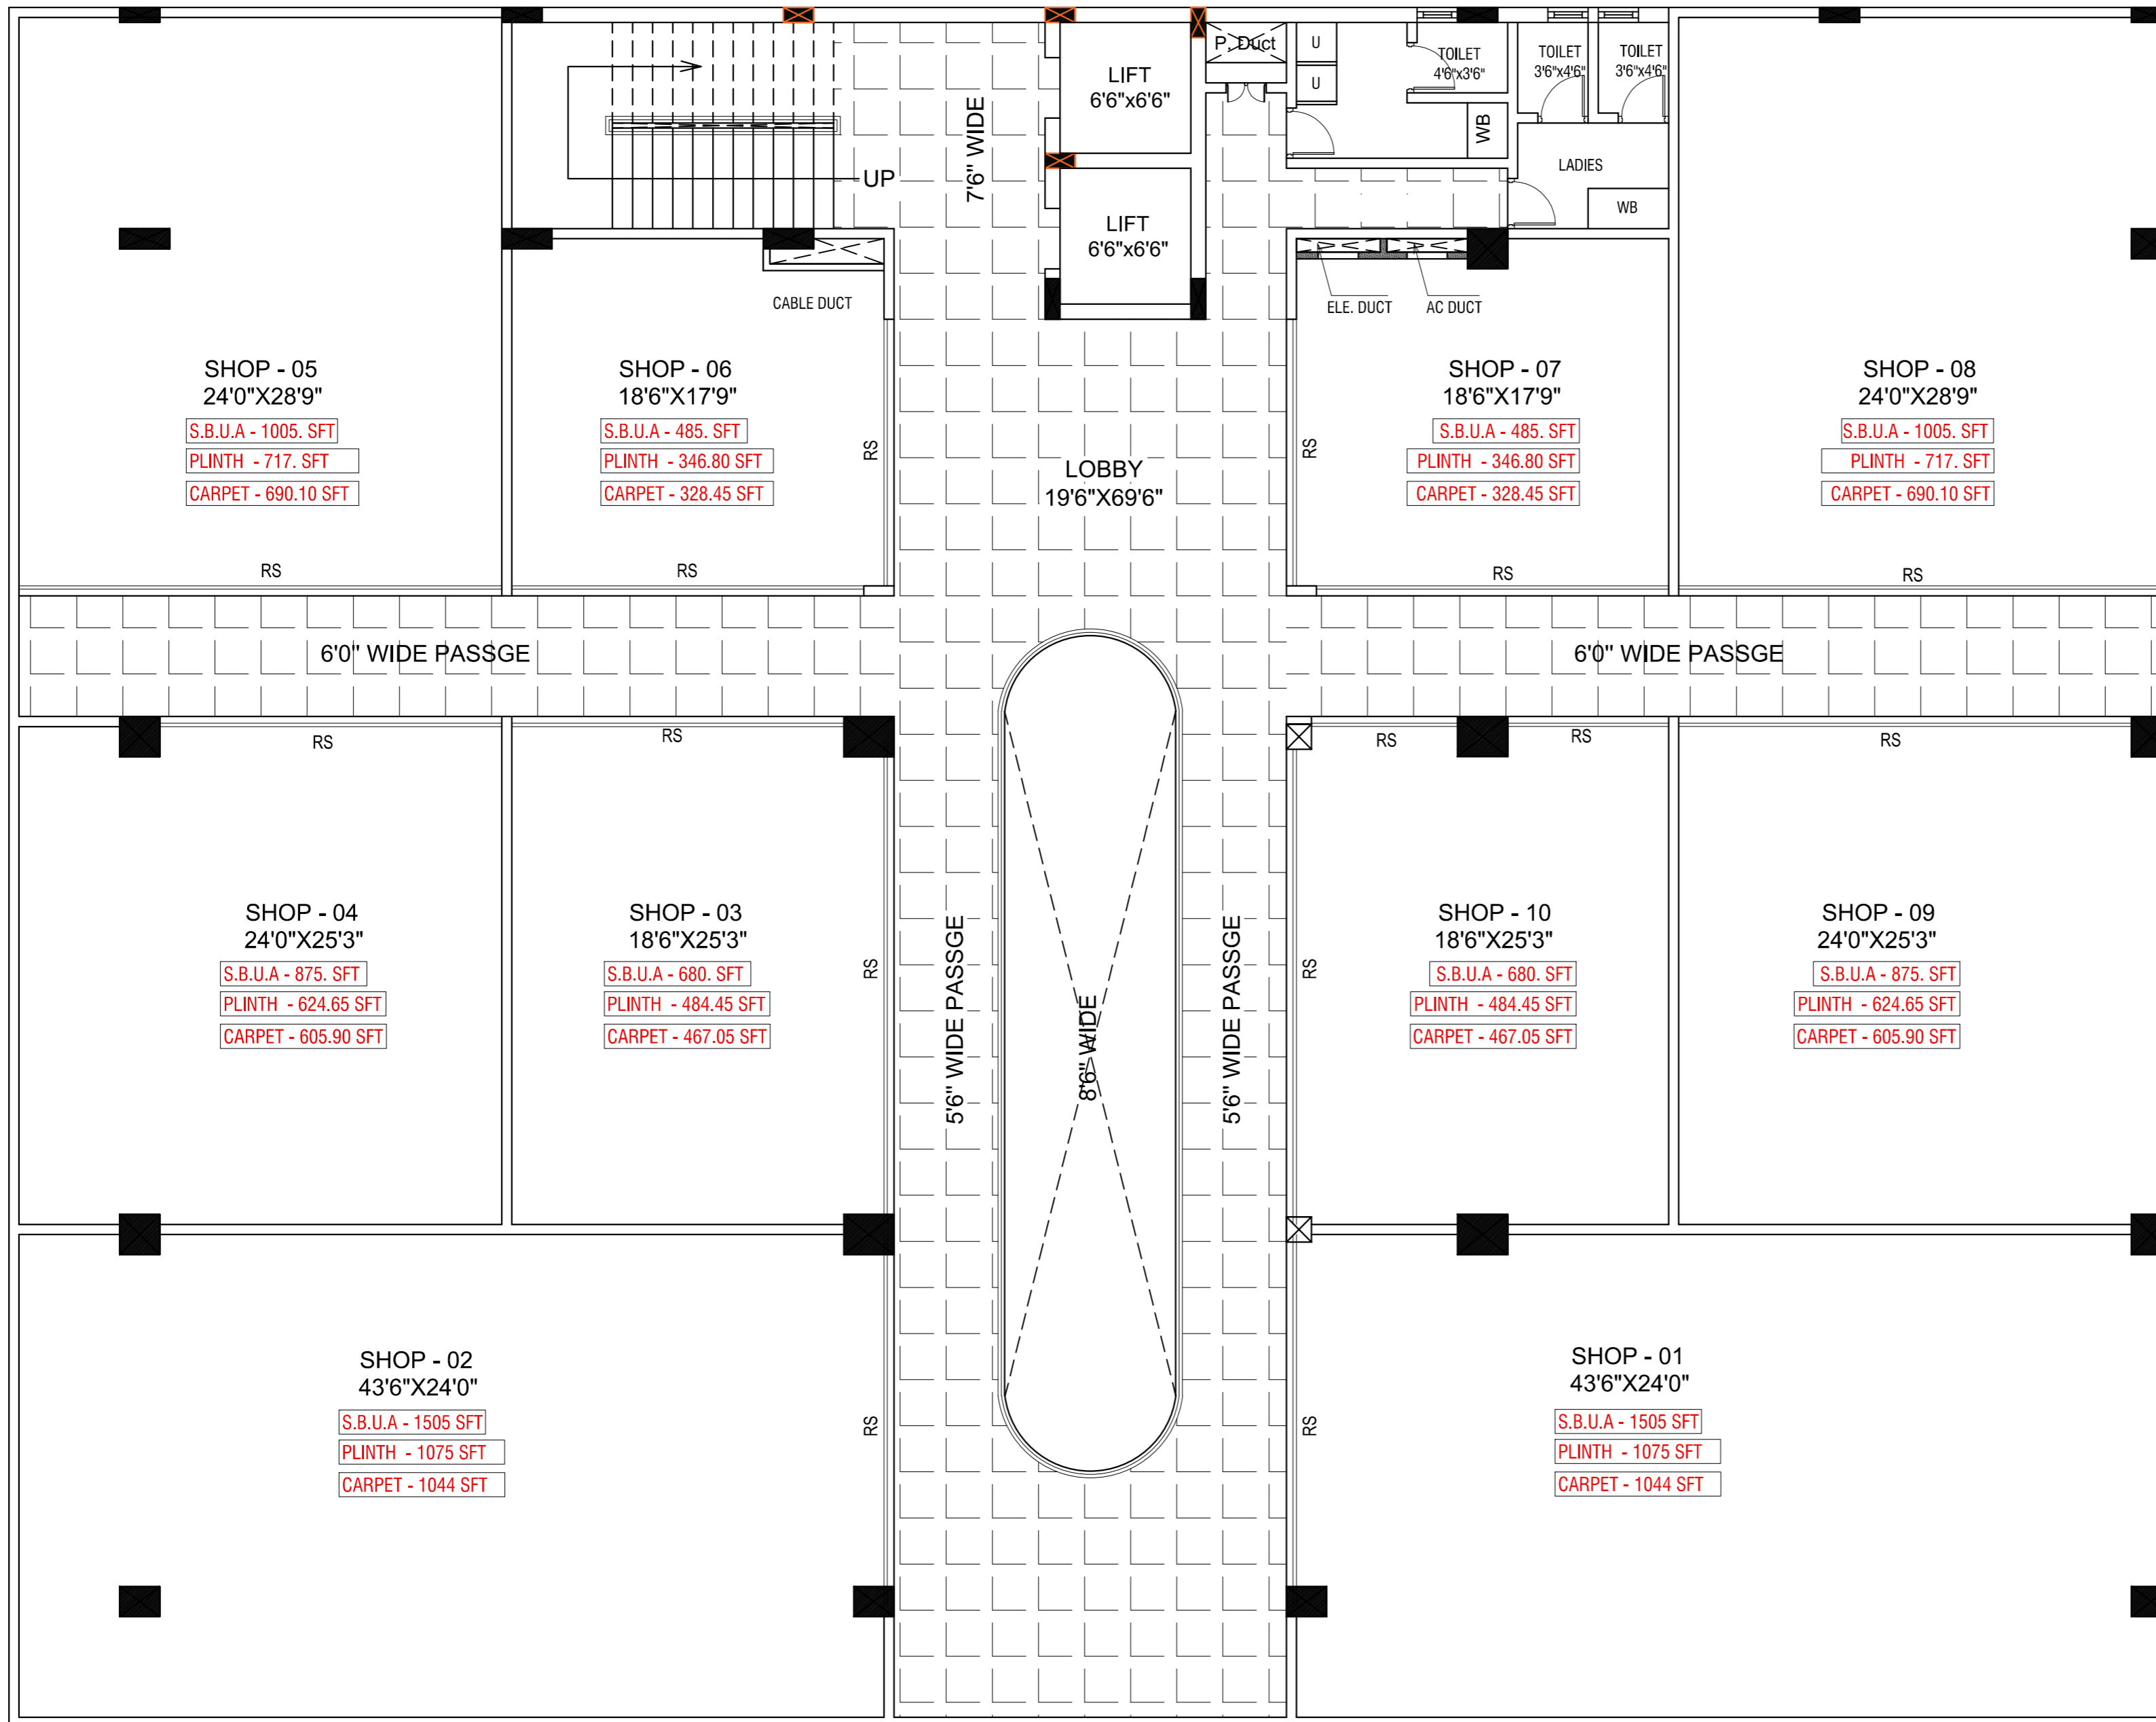 P. Duct
U
U
TOILET
4'6"x3'6"
TOILET
3'6"x4'6"
TOILET
3'6"x4'6"
LIFT
6'6"x6'6"
7'6" WIDE
WB
LADIES
WB
UP
LIFT
6'6"x6'6"
CABLE DUCT
ELE. DUCT
AC DUCT
SHOP - 05
24'0"X28'9"
S.B.U.A - 1005. SFT
PLINTH - 717. SFT
CARPET - 690.10 SFT
RS
SHOP - 06
18'6"X17'9"
S.B.U.A - 485. SFT
PLINTH - 346.80 SFT
CARPET - 328.45 SFT
RS
RS
LOBBY
19'6"X69'6"
SHOP - 07
18'6"X17'9"
S.B.U.A - 485. SFT
PLINTH - 346.80 SFT
CARPET - 328.45 SFT
RS
RS
SHOP - 08
24'0"X28'9"
S.B.U.A - 1005. SFT
PLINTH - 717. SFT
CARPET - 690.10 SFT
RS
6'0" WIDE PASSGE
6'0" WIDE PASSGE
RS
SHOP - 04
24'0"X25'3"
S.B.U.A - 875. SFT
PLINTH - 624.65 SFT
CARPET - 605.90 SFT
RS
SHOP - 03
18'6"X25'3"
S.B.U.A - 680. SFT
PLINTH - 484.45 SFT
CARPET - 467.05 SFT
RS
5'6" WIDE PASSGE
8'6" WIDE
5'6" WIDE PASSGE
RS
RS
RS
SHOP - 10
18'6"X25'3"
S.B.U.A - 680. SFT
PLINTH - 484.45 SFT
CARPET - 467.05 SFT
RS
SHOP - 09
24'0"X25'3"
S.B.U.A - 875. SFT
PLINTH - 624.65 SFT
CARPET - 605.90 SFT
SHOP - 02
43'6"X24'0"
S.B.U.A - 1505 SFT
PLINTH - 1075 SFT
CARPET - 1044 SFT
RS
RS
SHOP - 01
43'6"X24'0"
S.B.U.A - 1505 SFT
PLINTH - 1075 SFT
CARPET - 1044 SFT